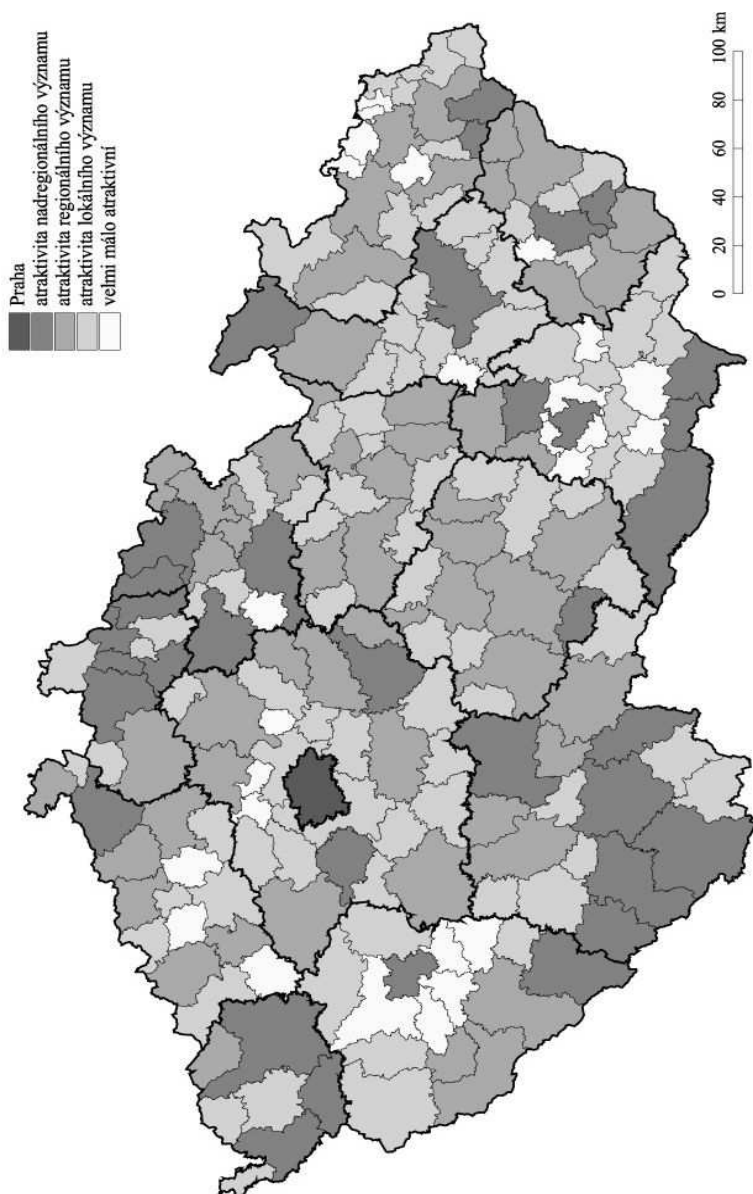 Praha
atraktivita nadregionálního významu
atraktivita regionálního významu
atraktivita lokálního významu
velmi málo atraktivní
0 20 40 60 80 100 km